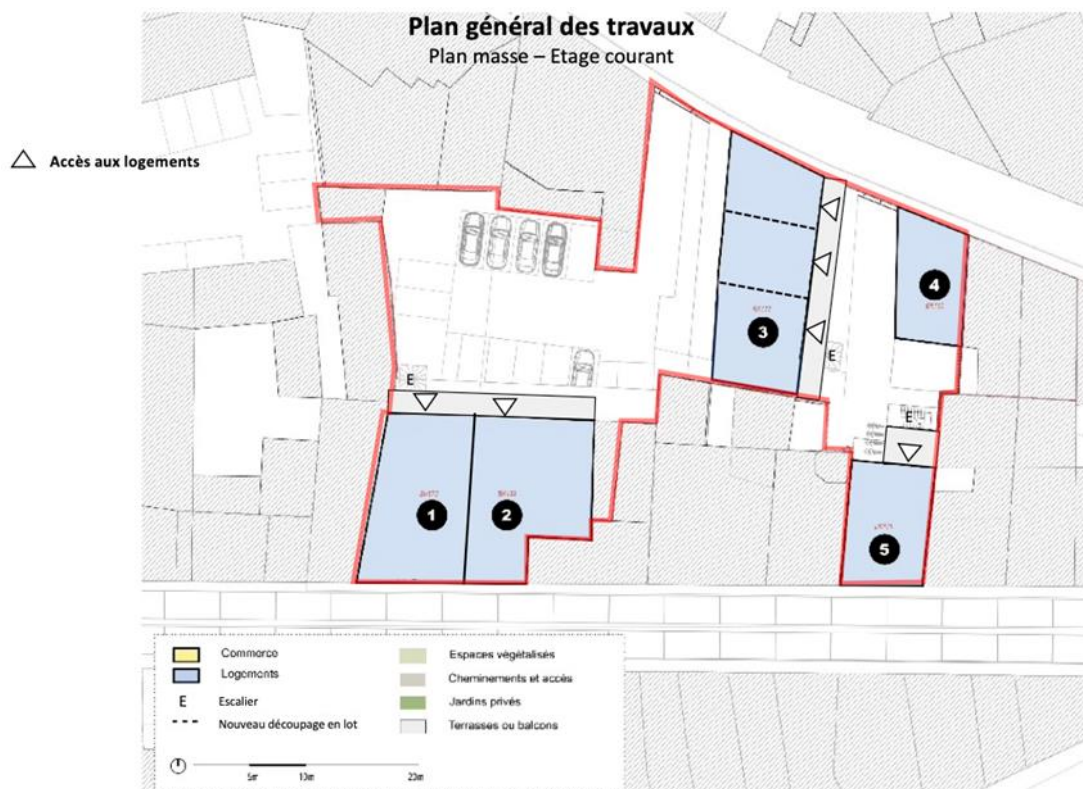 Plan général des travaux
Plan masse – Etage courant
Accès aux logements
4
3
E
E
E
1
2
5
Commerce
Logements
E Escalier
Nouveau découpage en lot
Espaces végétalisés
Cheminements et accès
Jardins privés
Terrasses ou balcons
5m 10m 20m